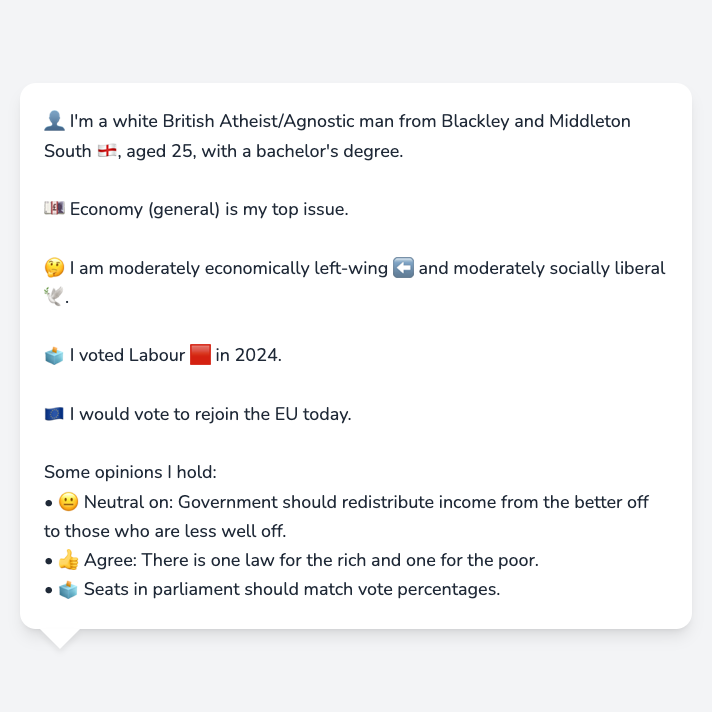 👤 I'm a white British Atheist/Agnostic man from Blackley and Middleton
South 🏴󠁧󠁢󠁥󠁮󠁧󠁿, aged 25, with a bachelor's degree.
💷 Economy (general) is my top issue.
🤔 I am moderately economically left-wing ⬅️ and moderately socially liberal
🕊️.
🗳️ I voted Labour 🟥 in 2024.
🇪🇺 I would vote to rejoin the EU today.
Some opinions I hold:
• 😐 Neutral on: Government should redistribute income from the better off
to those who are less well off.
• 👍 Agree: There is one law for the rich and one for the poor.
• 🗳️ Seats in parliament should match vote percentages.